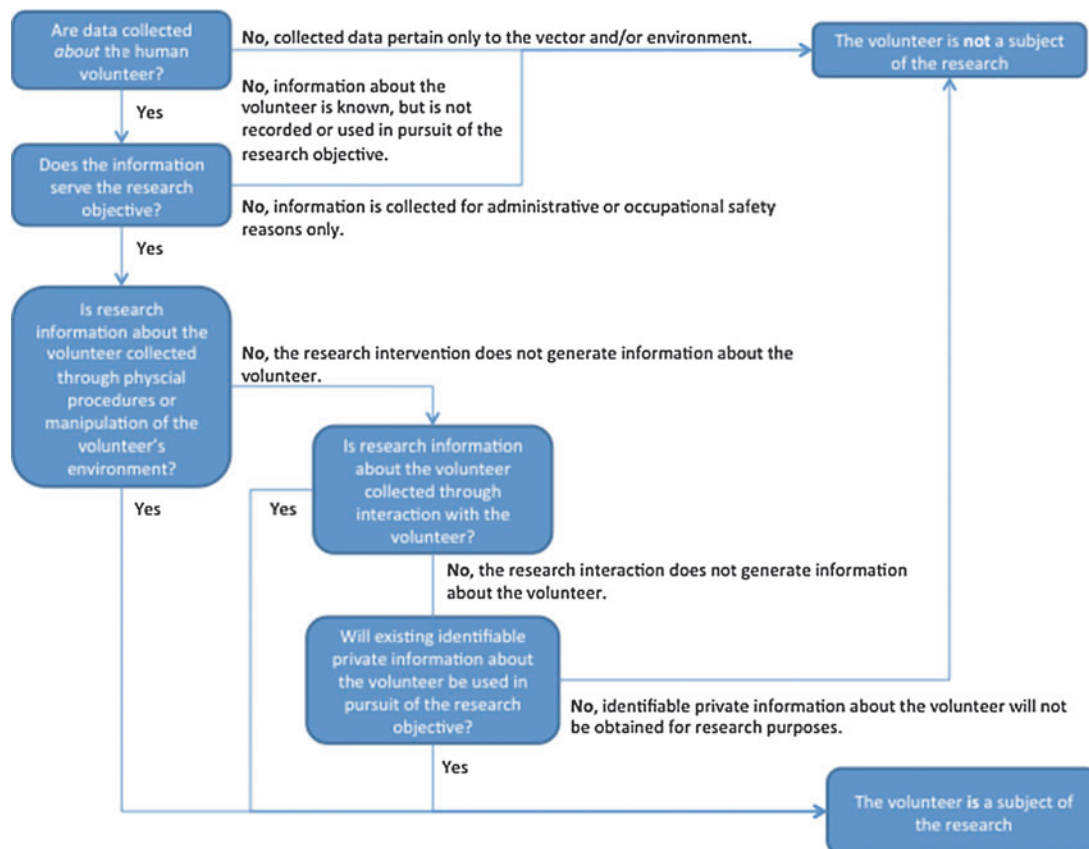 Are data collected
about the human
volunteer?
No, collected data pertain only to the vector and/or environment.
The volunteer is not a subject
of the research
Yes
No, information about the
volunteer is known, but is not
recorded or used in pursuit of the
research objective.
Does the information
serve the research
objective?
No, information is collected for administrative or occupational safety
reasons only.
Yes
Is research
information about the
volunteer collected
through physcial
procedures or
manipulation of the
volunteer's
environment?
No, the research intervention does not generate information about the
volunteer.
Yes
Is research information
about the volunteer
collected through
interaction with the
volunteer?
Yes
No, the research interaction does not generate information
about the volunteer.
Will existing identifiable
private information about
the volunteer be used in
pursuit of the research
objective?
No, identifiable private information about the volunteer will not
be obtained for research purposes.
Yes
The volunteer is a subject of
the research